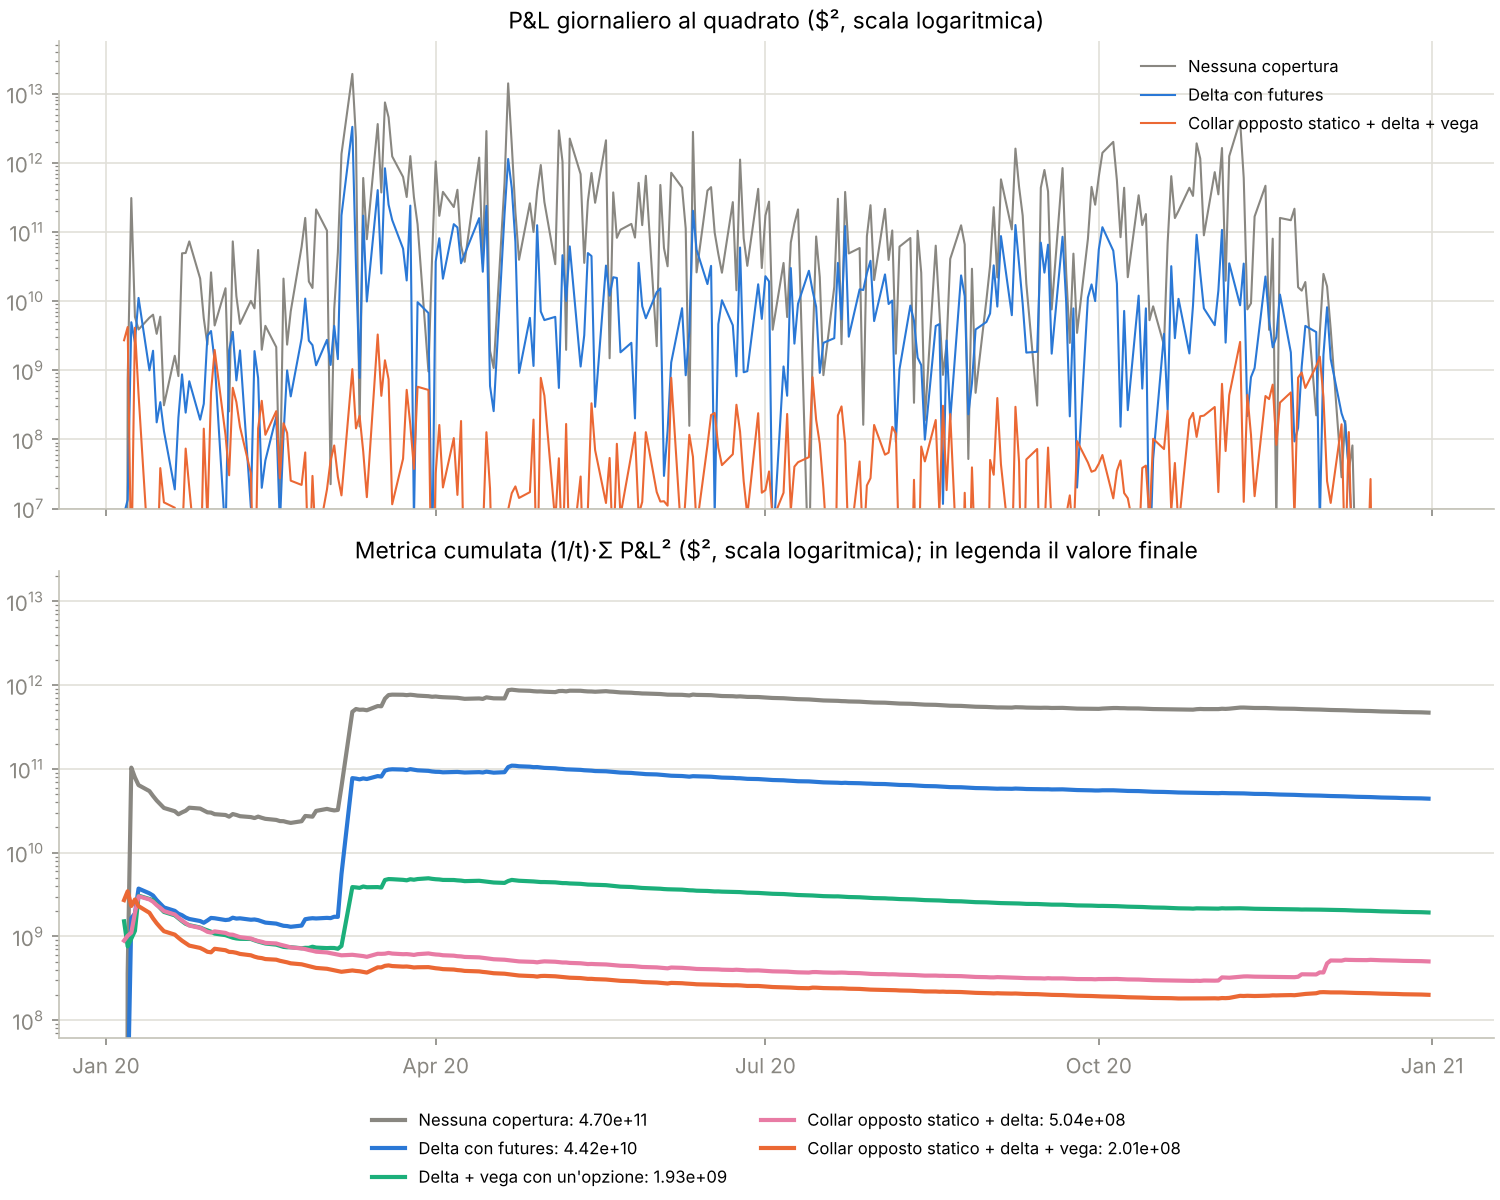 P&L giornaliero al quadrato ($², scala logaritmica)
Nessuna copertura
Delta con futures
Collar opposto statico + delta + vega
10¹³
10¹²
10¹¹
10¹⁰
10⁹
10⁸
10⁷
Metrica cumulata (1/t)·Σ P&L² ($², scala logaritmica); in legenda il valore finale
10¹³
10¹²
10¹¹
10¹⁰
10⁹
10⁸
Jan 20
Apr 20
Jul 20
Oct 20
Jan 21
Nessuna copertura: 4.70e+11
Delta con futures: 4.42e+10
Delta + vega con un'opzione: 1.93e+09
Collar opposto statico + delta: 5.04e+08
Collar opposto statico + delta + vega: 2.01e+08